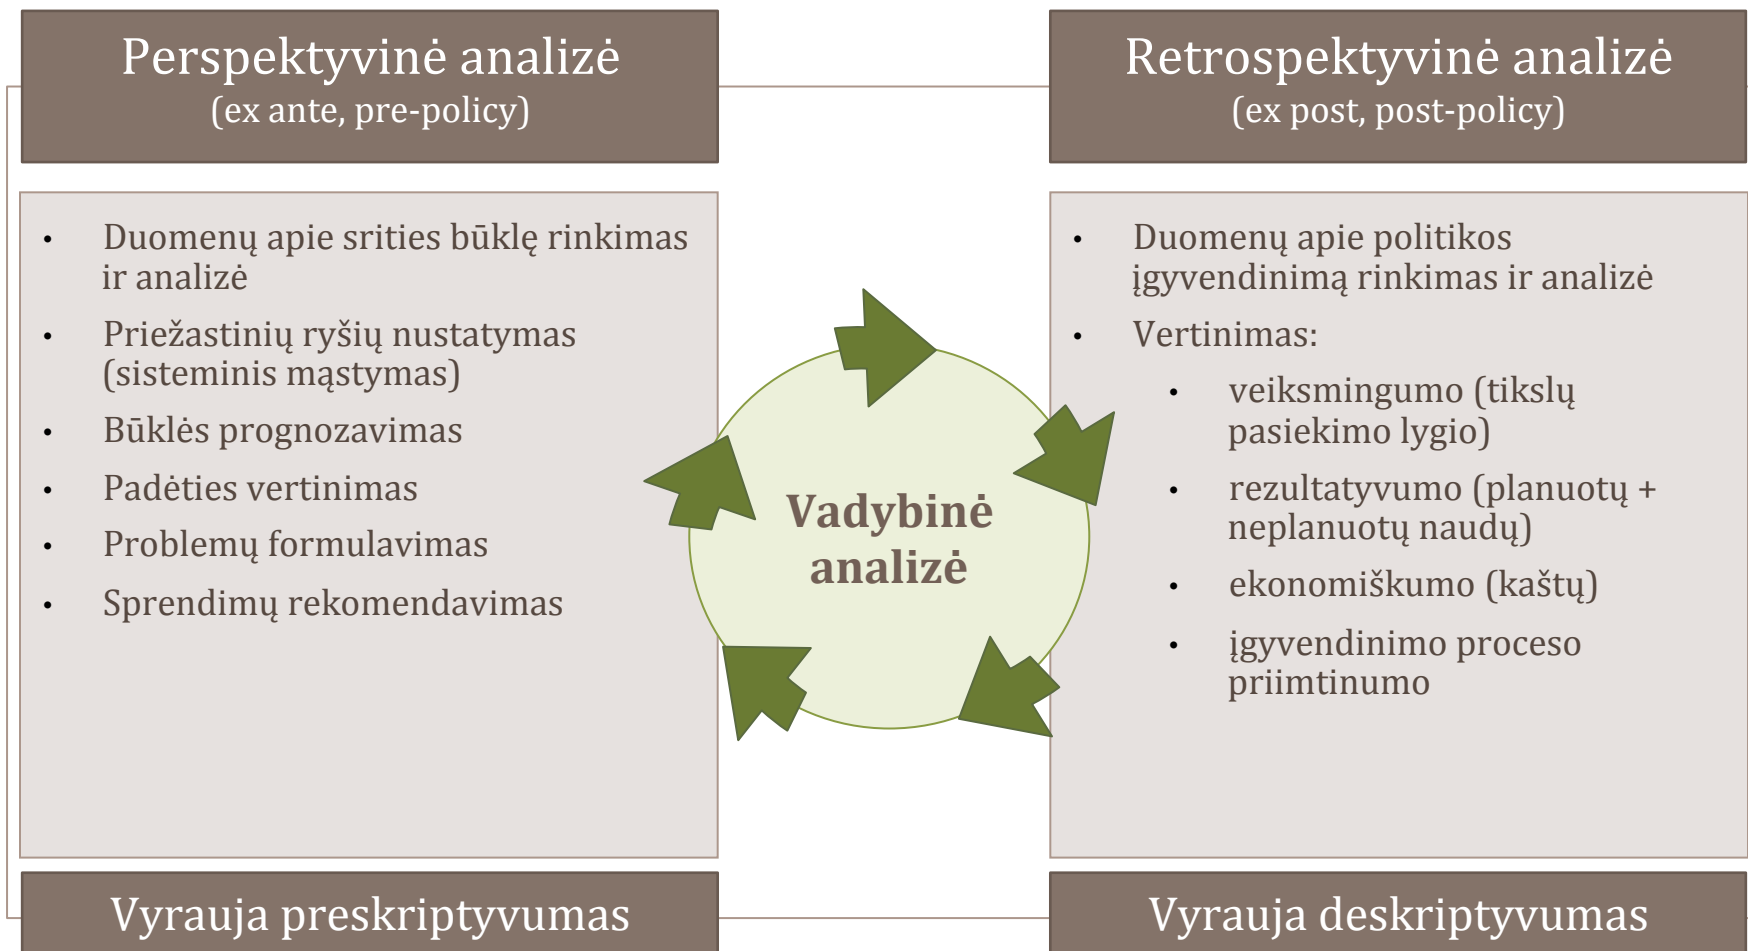 Perspektyvinė analizė
(ex ante, pre-policy)
• Duomenų apie srities būklę rinkimas
ir analizė
• Priežastinių ryšių nustatymas
(sisteminis mąstymas)
• Būklės prognozavimas
• Padėties vertinimas
• Problemų formulavimas
• Sprendimų rekomendavimas
Vyrauja preskriptyvumas
Vadybinė
analizė
Retrospektyvinė analizė
(ex post, post-policy)
• Duomenų apie politikos
įgyvendinimą rinkimas ir analizė
• Vertinimas:
• veiksmingumo (tikslų
pasiekimo lygio)
• rezultatyvumo (planuotų +
neplanuotų naudų)
• ekonomiškumo (kaštų)
• įgyvendinimo proceso
priimtinumo
Vyrauja deskriptyvumas